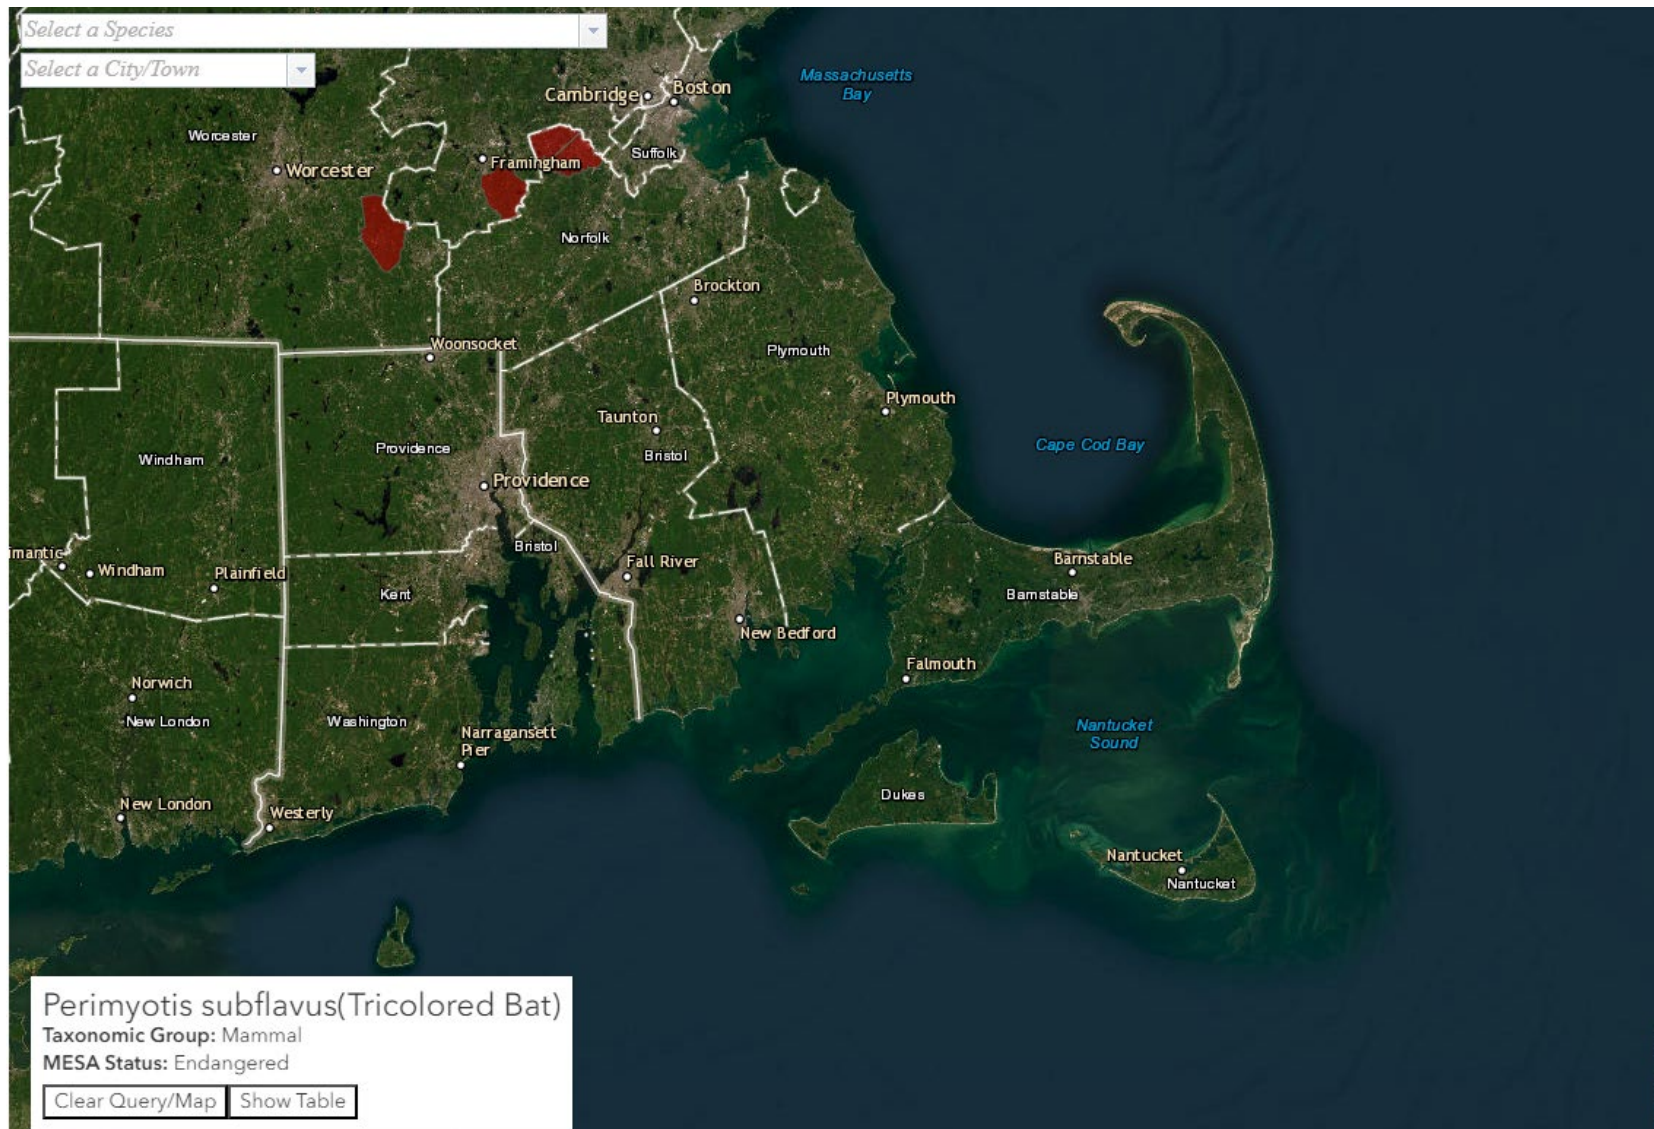 Select a Species
Select a City/Town
Massachusetts
Bay
Cambridge
Boston
Worcester
Worcester
Framingham
Suffolk
Norfolk
Brockton
Woonsocket
Plymouth
Plymouth
Taunton
Cape Cod Bay
Providence
Windham
Bristol
Providence
Bristol
imantic
Windham
Plainfield
Fall River
Barnstable
Kent
Barnstable
New Bedford
Falmouth
Norwich
New London
Washington
Narragansett
Pier
Nantucket
Sound
Dukes
New London
Westerly
Nantucket
Nantucket
Perimyotis subflavus(Tricolored Bat)
Taxonomic Group: Mammal
MESA Status: Endangered
Clear Query/Map Show Table